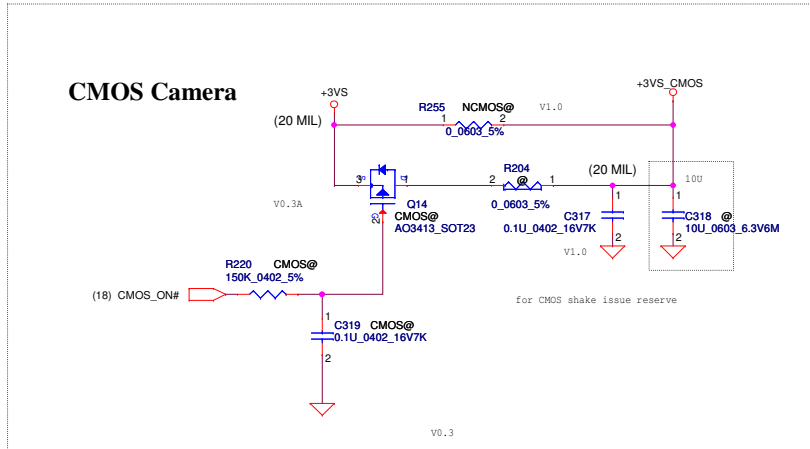 CMOS Camera
+3VS
+3VS_CMOS
R255 NCMOS@
V1.0
(20 MIL)
1 2
0_0603_5%
R204
@
(20 MIL)
3 S D 1
2 1
10U
0_0603_5%
V0.3A
G 2
Q14
CMOS@
AO3413_SOT23
1
C317
0.1U_0402_16V7K
2
V1.0
1
C318 @
10U_0603_6.3V6M
2
R220 CMOS@
150K_0402_5%
(18) CMOS_ON#
for CMOS shake issue reserve
1
C319 CMOS@
0.1U_0402_16V7K
2
V0.3